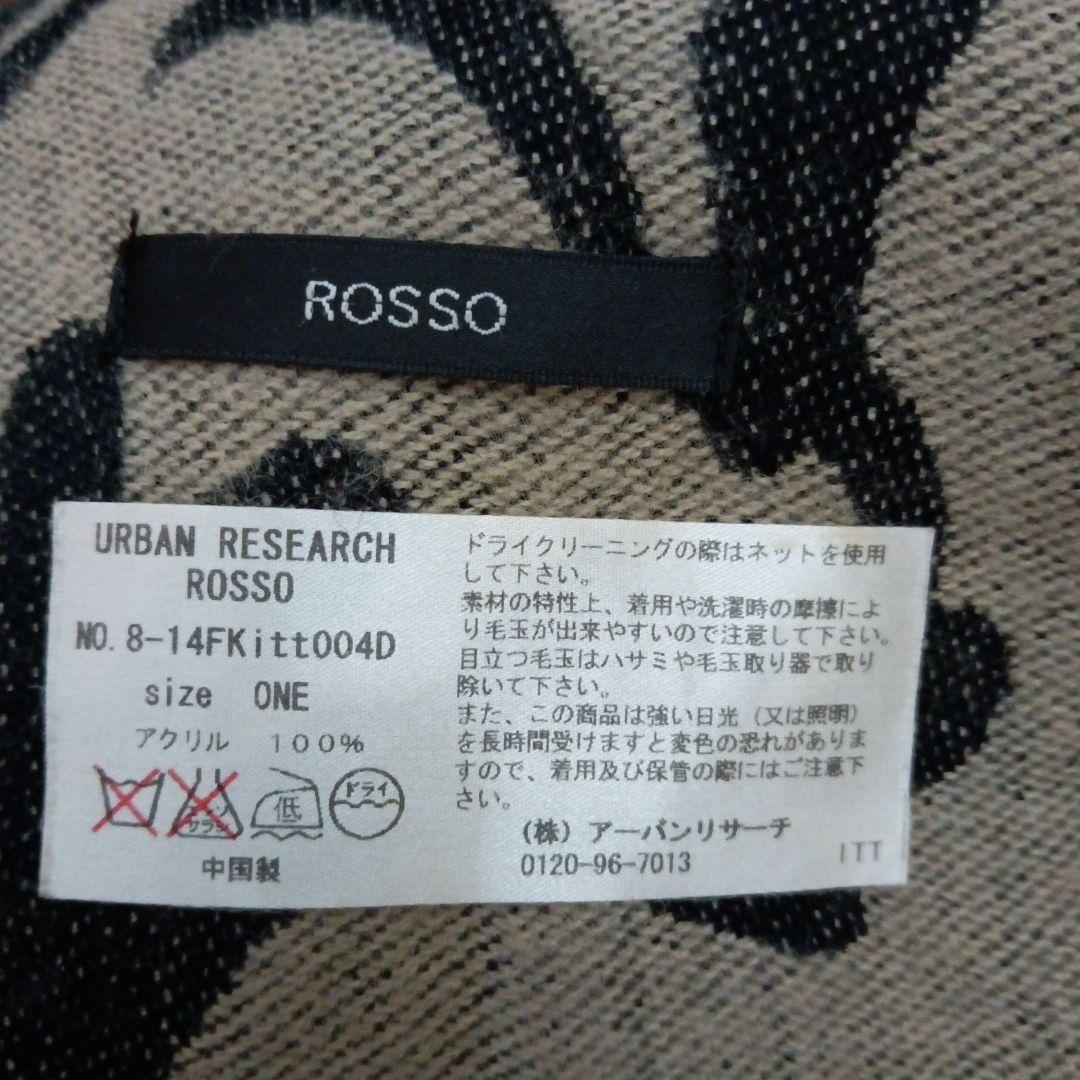 ROSSO
URBAN RESEARCH
ROSSO
NO. 8-14FKitt004D
size ONE
アクリル 100%
エンソ
サラシ
低
ドライ
中国製
ドライクリーニングの際はネットを使用
して下さい。
素材の特性上、着用や洗濯時の摩擦によ
り毛玉が出来やすいので注意して下さい。
目立つ毛玉はハサミや毛玉取り器で取り
除いて下さい。
また、この商品は強い日光（又は照明）
を長時間受けますと変色の恐れがありま
すので、着用及び保管の際にはご注意下
さい。
（株）アーバンリサーチ
0120-96-7013
ITT